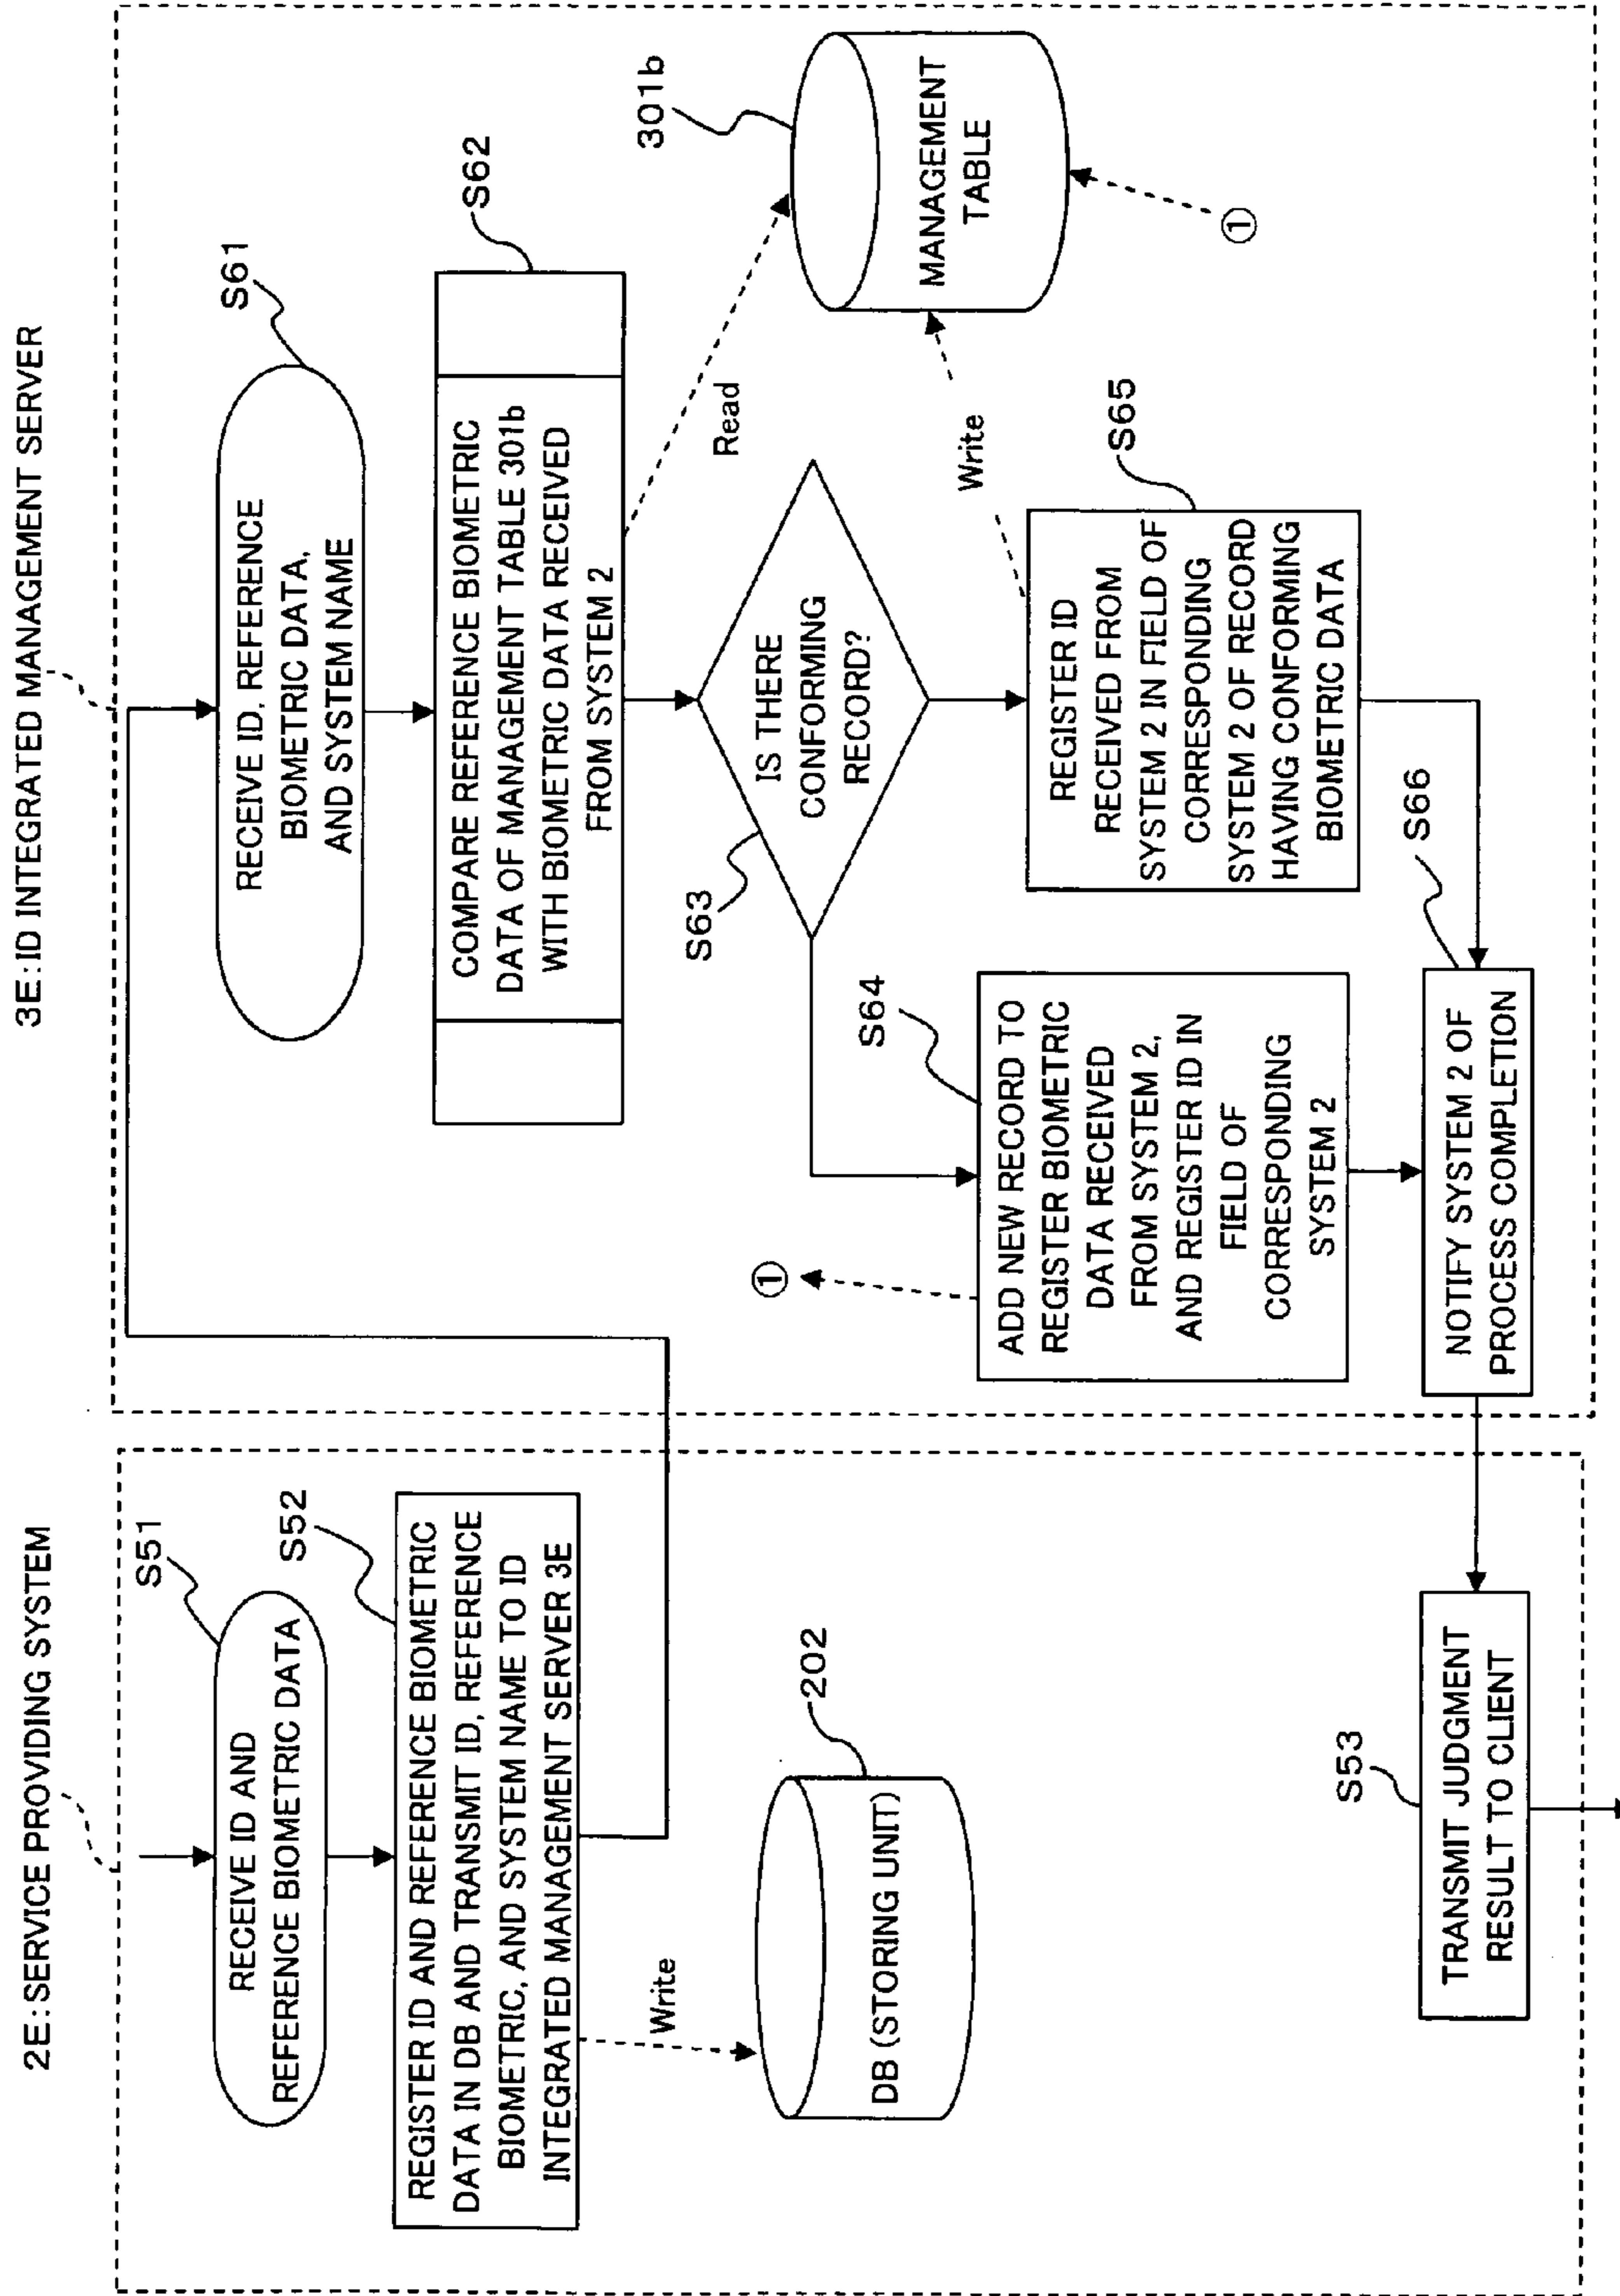 2E:SERVICE PROVIDING SYSTEM
S51
RECEIVE ID AND
REFERENCE BIOMETRIC DATA
S52
REGISTER ID AND REFERENCE BIOMETRIC
DATA IN DB AND TRANSMIT ID, REFERENCE
BIOMETRIC, AND SYSTEM NAME TO ID
INTEGRATED MANAGEMENT SERVER 3E
Write
202
DB (STORING UNIT)
S53
TRANSMIT JUDGMENT
RESULT TO CLIENT
3E:ID INTEGRATED MANAGEMENT SERVER
S61
RECEIVE ID, REFERENCE
BIOMETRIC DATA,
AND SYSTEM NAME
S62
COMPARE REFERENCE BIOMETRIC
DATA OF MANAGEMENT TABLE 301b
WITH BIOMETRIC DATA RECEIVED
FROM SYSTEM 2
Read
301b
MANAGEMENT
TABLE
①
S63
IS THERE
CONFORMING
RECORD?
Write
①
S64
ADD NEW RECORD TO
REGISTER BIOMETRIC
DATA RECEIVED
FROM SYSTEM 2,
AND REGISTER ID IN
FIELD OF
CORRESPONDING
SYSTEM 2
S65
REGISTER ID
RECEIVED FROM
SYSTEM 2 IN FIELD OF
CORRESPONDING
SYSTEM 2 OF RECORD
HAVING CONFORMING
BIOMETRIC DATA
S66
NOTIFY SYSTEM 2 OF
PROCESS COMPLETION